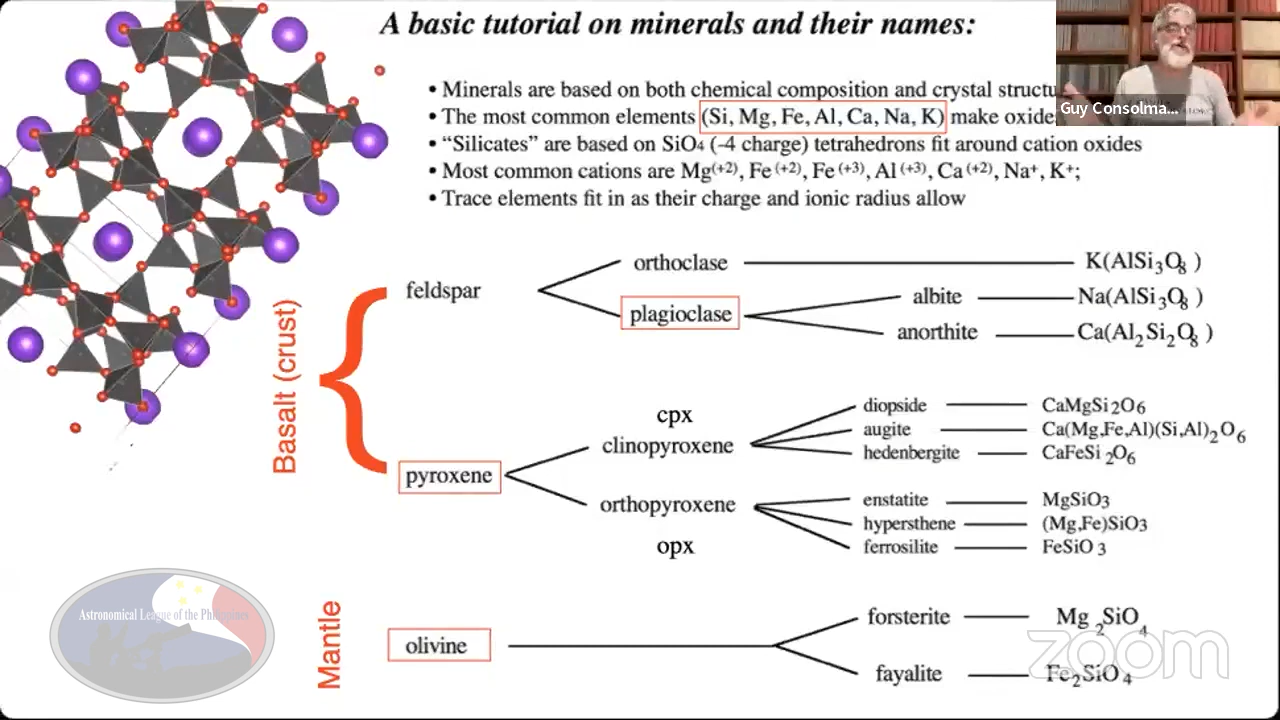 A basic tutorial on minerals and their names:
• Minerals are based on both chemical composition and crystal structu
• The most common elements (Si, Mg, Fe, Al, Ca, Na, K) make oxide
Guy Consolma...
• “Silicates” are based on SiO4 (-4 charge) tetrahedrons fit around cation oxides
• Most common cations are Mg(+2), Fe (+2), Fe (+3), Al (+3), Ca (+2), Na+, K+;
• Trace elements fit in as their charge and ionic radius allow
Basalt (crust)
feldspar
orthoclase K(AlSi3O8 )
plagioclase
albite Na(AlSi3O8 )
anorthite Ca(Al2Si2O8 )
pyroxene
cpx
clinopyroxene
diopside CaMgSi2O6
augite Ca(Mg,Fe,Al)(Si,Al)2O6
hedenbergite CaFeSi2O6
orthopyroxene
opx
enstatite MgSiO3
hypersthene (Mg,Fe)SiO3
ferrosilite FeSiO3
Mantle
olivine
forsterite Mg2SiO4
fayalite Fe2SiO4
Astronomical League of the Philippines
zoom